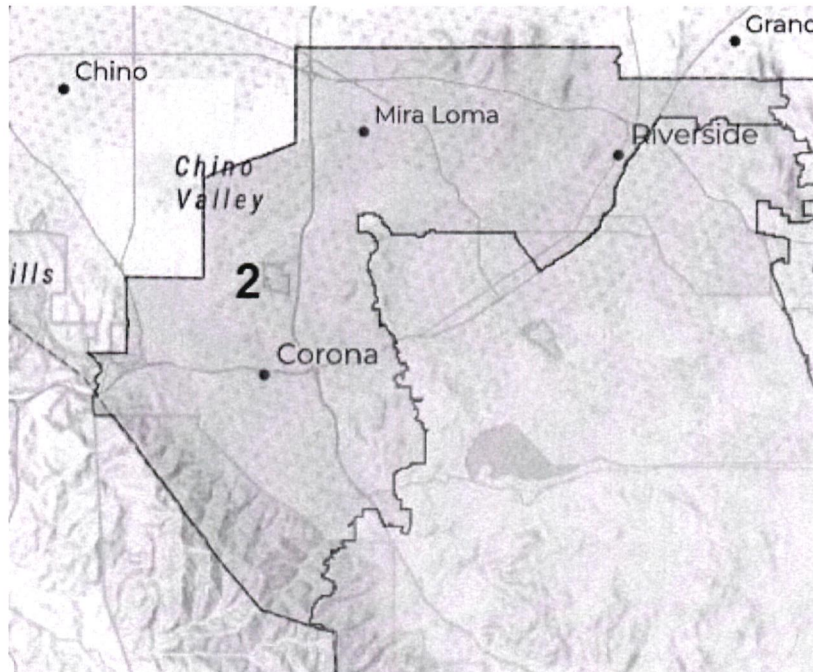 Grand
Chino
Mira Loma
Riverside
Chino
Valley
ills
2
Corona